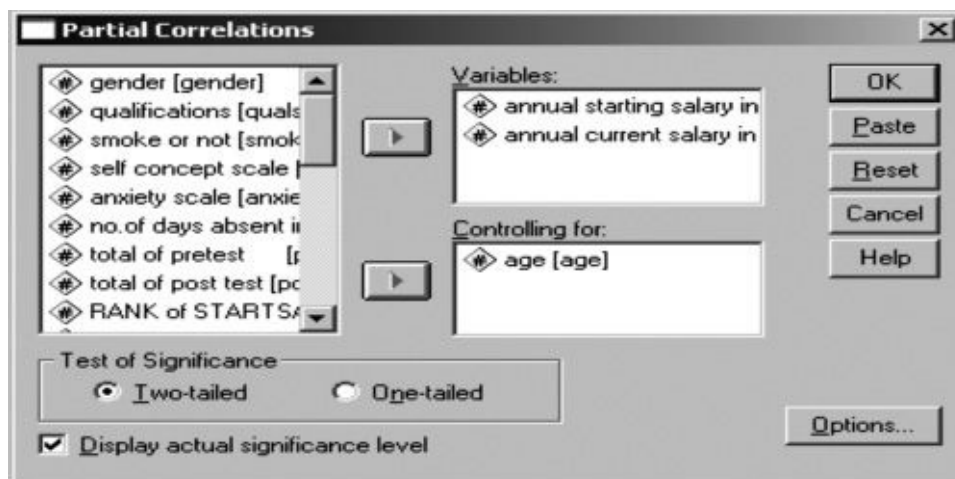 Partial Correlations
gender [gender]
qualifications [quals
smoke or not [smok
self concept scale [
anxiety scale [anxie
no.of days absent i
total of pretest [p
total of post test [po
RANK of STARTSA
Variables:
annual starting salary in
annual current salary in
Controlling for:
age [age]
OK
Paste
Reset
Cancel
Help
Test of Significance
Two-tailed
One-tailed
Display actual significance level
Options...